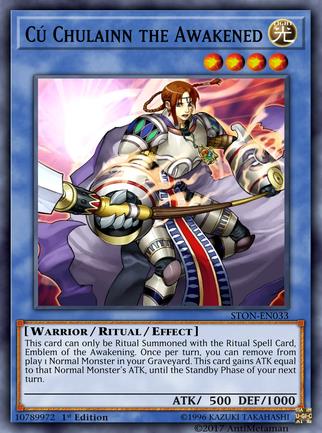 Cú Chulainn the Awakened
LIGHT
光
STON-EN033
[Warrior / Ritual / Effect]
This card can only be Ritual Summoned with the Ritual Spell Card,
Emblem of the Awakening. Once per turn, you can remove from
play 1 Normal Monster in your Graveyard. This card gains ATK equal
to that Normal Monster's ATK, until the Standby Phase of your
next turn.
ATK/ 500 DEF/1000
10789972 1st Edition ©1996 KAZUKI TAKAHASHI
©2017 AntiMetaman